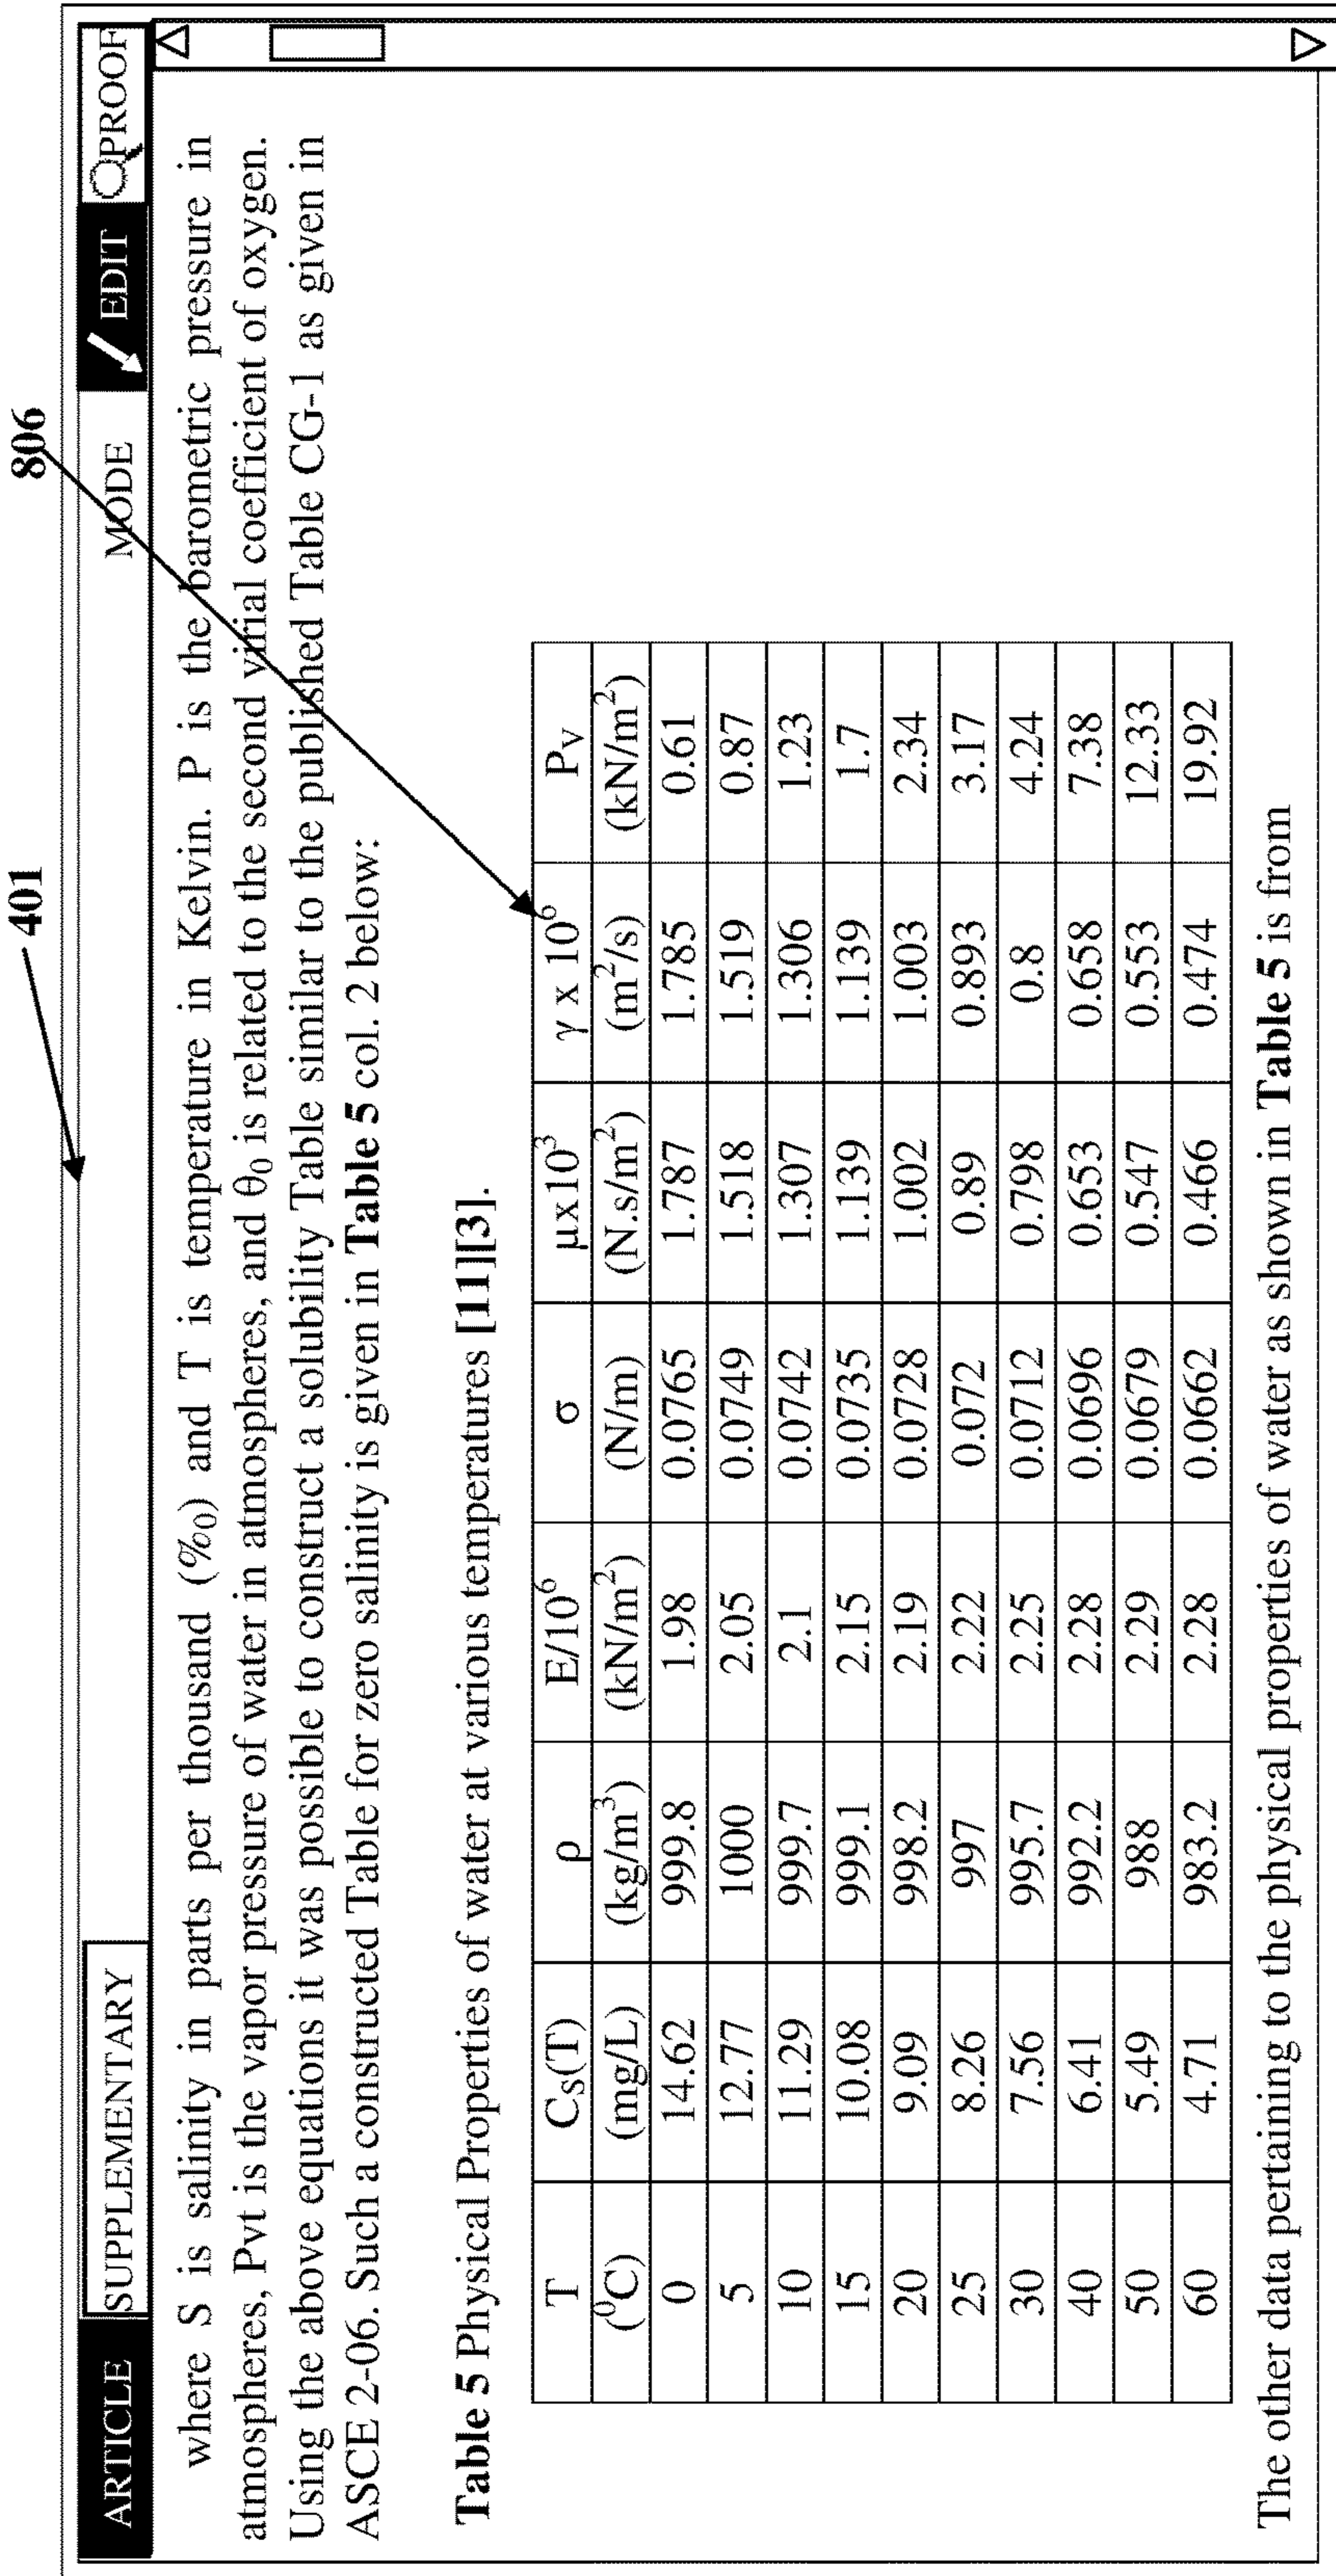 401
806
ARTICLE SUPPLEMENTARY MODE EDIT PROOF
where S is salinity in parts per thousand (%₀) and T is temperature in Kelvin. P is the barometric pressure in
atmospheres, Pvt is the vapor pressure of water in atmospheres, and θ₀ is related to the second virial coefficient of oxygen.
Using the above equations it was possible to construct a solubility Table similar to the published Table CG-1 as given in
ASCE 2-06. Such a constructed Table for zero salinity is given in Table 5 col. 2 below:
Table 5 Physical Properties of water at various temperatures [11][3].
T C_S(T) ρ E/10⁶ σ μx10³ γ x 10⁶ P_V
(⁰C) (mg/L) (kg/m³) (kN/m²) (N/m) (N.s/m²) (m²/s) (kN/m²)
0 14.62 999.8 1.98 0.0765 1.787 1.785 0.61
5 12.77 1000 2.05 0.0749 1.518 1.519 0.87
10 11.29 999.7 2.1 0.0742 1.307 1.306 1.23
15 10.08 999.1 2.15 0.0735 1.139 1.139 1.7
20 9.09 998.2 2.19 0.0728 1.002 1.003 2.34
25 8.26 997 2.22 0.072 0.89 0.893 3.17
30 7.56 995.7 2.25 0.0712 0.798 0.8 4.24
40 6.41 992.2 2.28 0.0696 0.653 0.658 7.38
50 5.49 988 2.29 0.0679 0.547 0.553 12.33
60 4.71 983.2 2.28 0.0662 0.466 0.474 19.92
The other data pertaining to the physical properties of water as shown in Table 5 is from